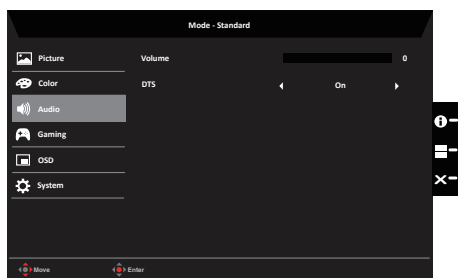 Mode - Standard
Picture
Volume 0
Color
DTS On
Audio
Gaming
OSD
System
Move Enter